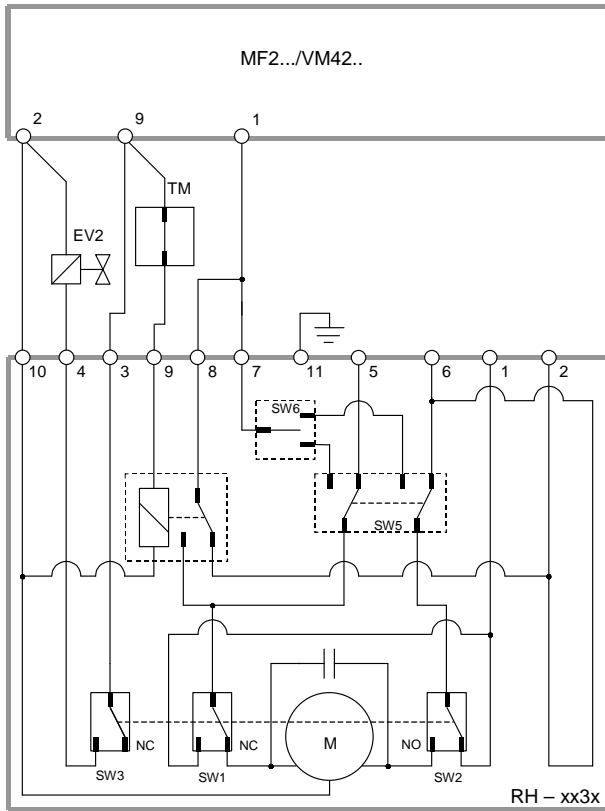 MF2.../VM42..
2 9 1
TM
EV2
10 4 3 9 8 7 11 5 6 1 2
SW6
SW5
NC NC M NO
SW3 SW1 SW2
RH – xx3x